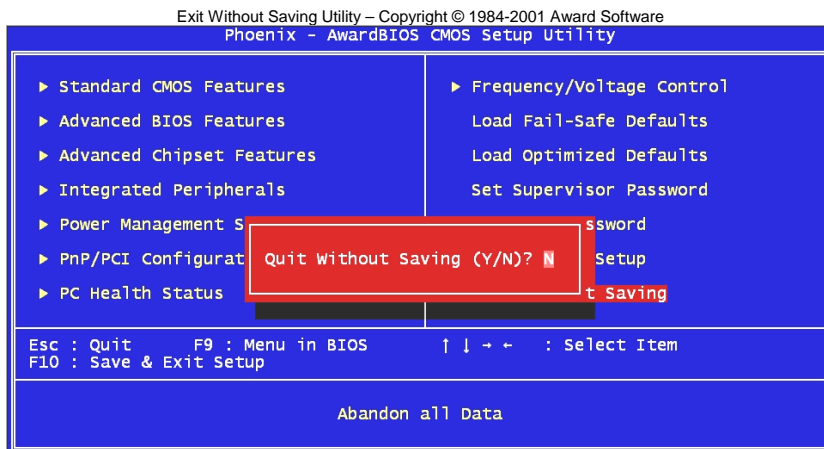 Exit Without Saving Utility – Copyright © 1984-2001 Award Software
Phoenix - AwardBIOS CMOS Setup Utility
▶ Standard CMOS Features
▶ Advanced BIOS Features
▶ Advanced Chipset Features
▶ Integrated Peripherals
▶ Power Management S
▶ PnP/PCI Configurat
▶ PC Health Status
▶ Frequency/Voltage Control
Load Fail-Safe Defaults
Load Optimized Defaults
Set Supervisor Password
ssword
Setup
t Saving
Quit Without Saving (Y/N)? N
Esc : Quit F9 : Menu in BIOS ↑ ↓ → ← : Select Item
F10 : Save & Exit Setup
Abandon all Data